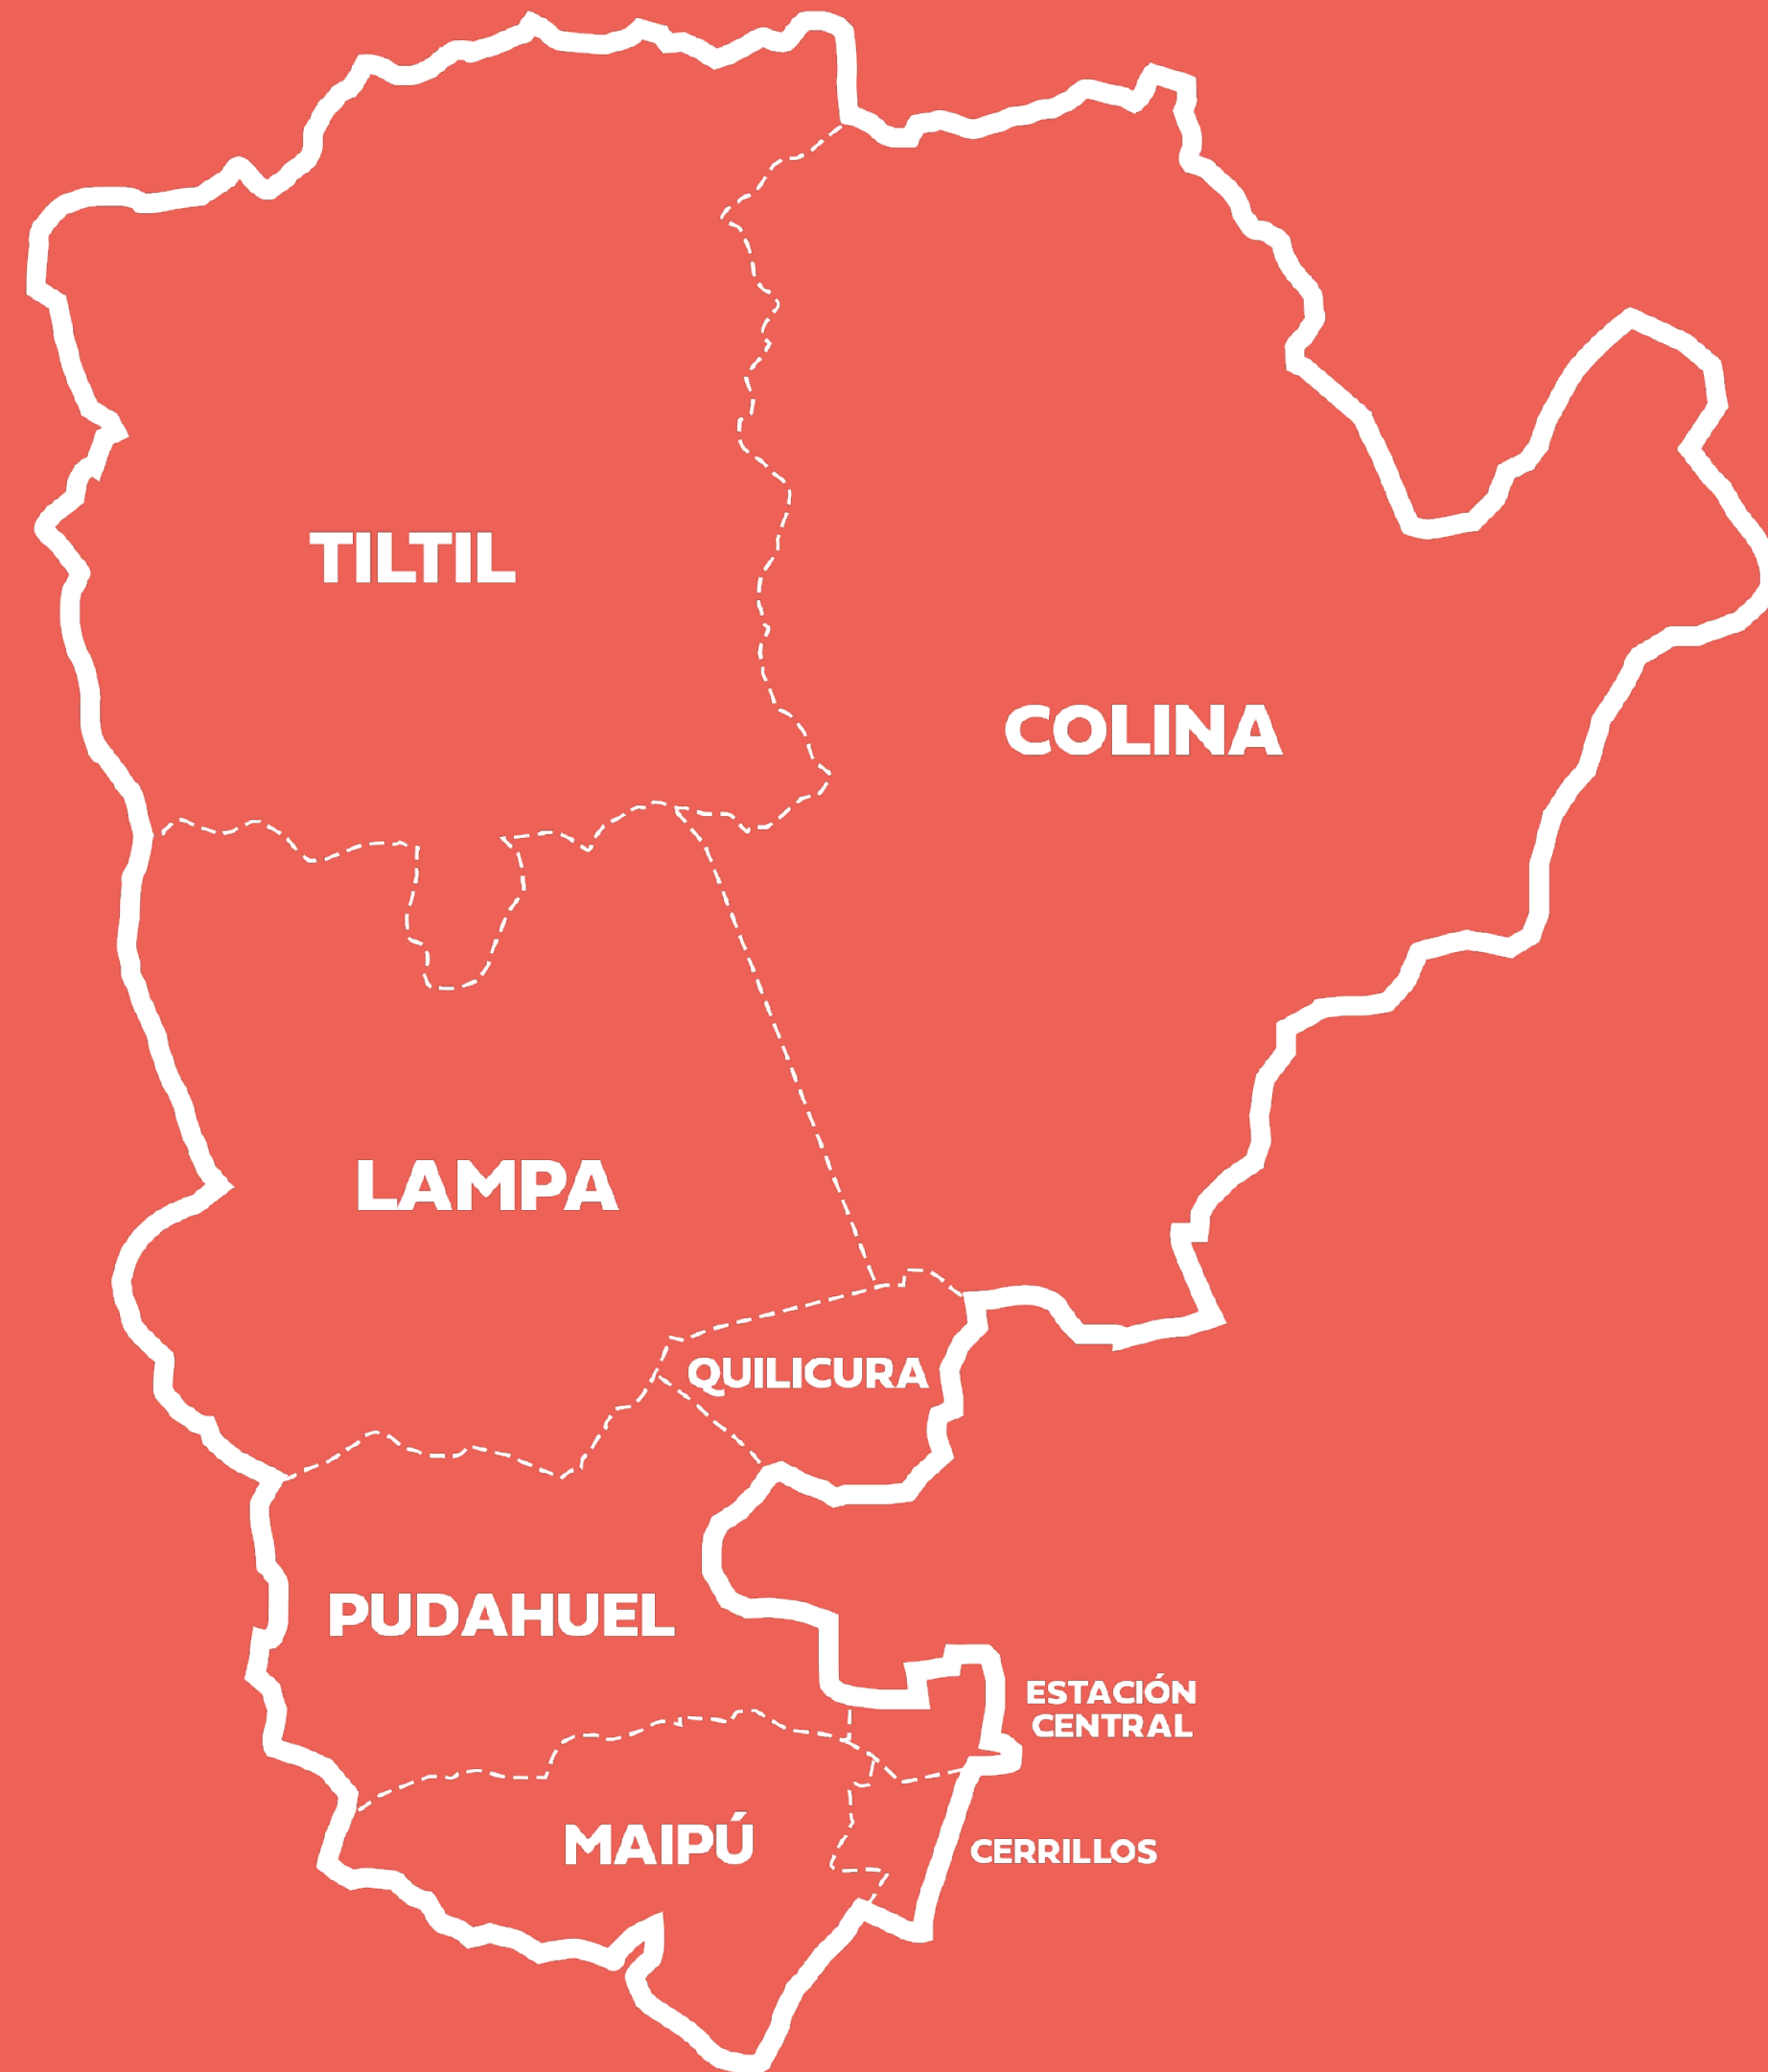 TILTIL
COLINA
LAMPA
QUILICURA
PUDAHUEL
ESTACIÓN
CENTRAL
MAIPÚ
CERRILLOS